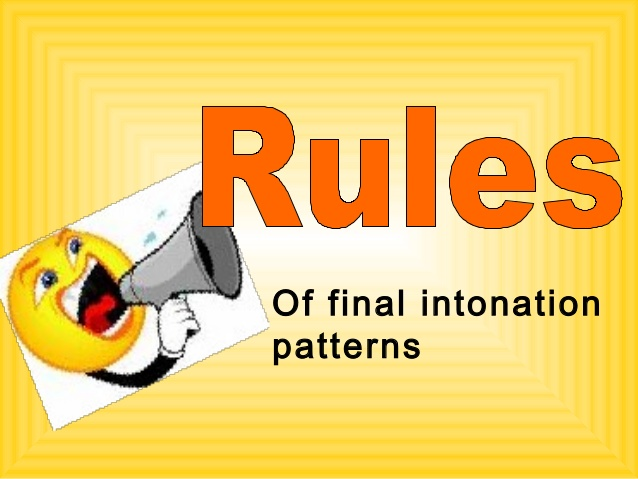 Rules
Of final intonation
patterns